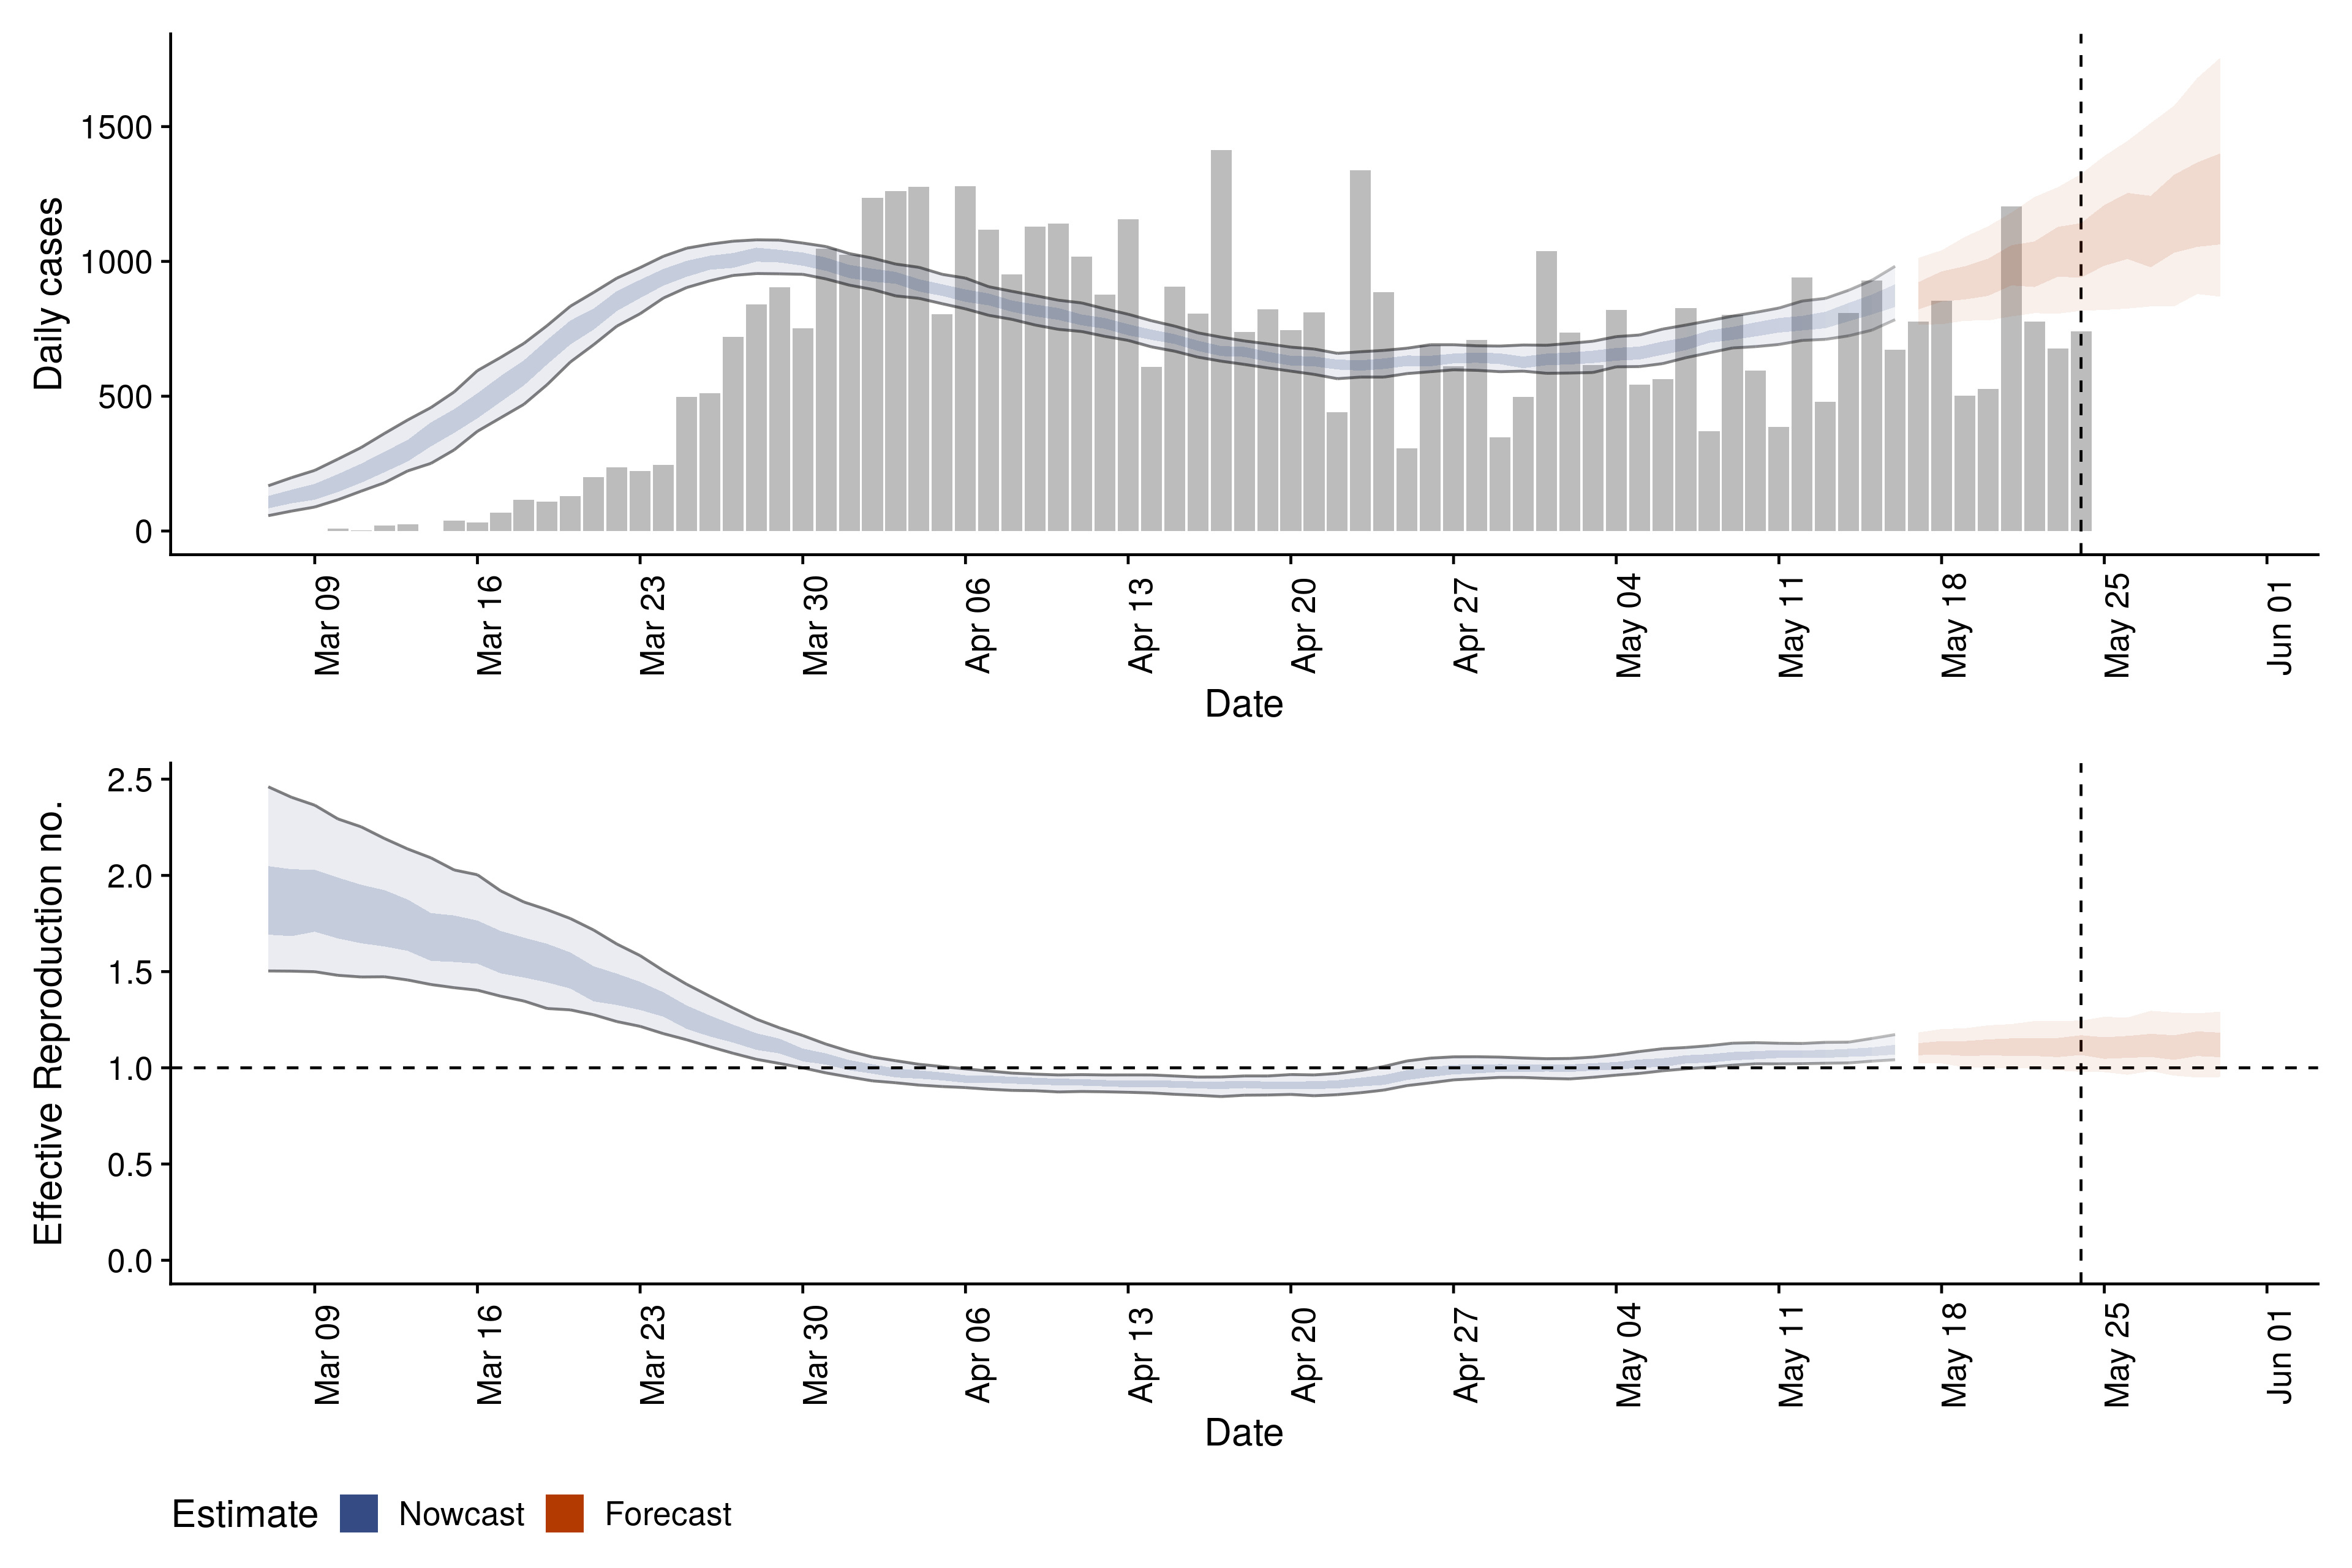 Daily cases
1500
1000
500
0
Mar 09
Mar 16
Mar 23
Mar 30
Apr 06
Apr 13
Apr 20
Apr 27
May 04
May 11
May 18
May 25
Jun 01
Date
Effective Reproduction no.
2.5
2.0
1.5
1.0
0.5
0.0
Mar 09
Mar 16
Mar 23
Mar 30
Apr 06
Apr 13
Apr 20
Apr 27
May 04
May 11
May 18
May 25
Jun 01
Date
Estimate Nowcast Forecast